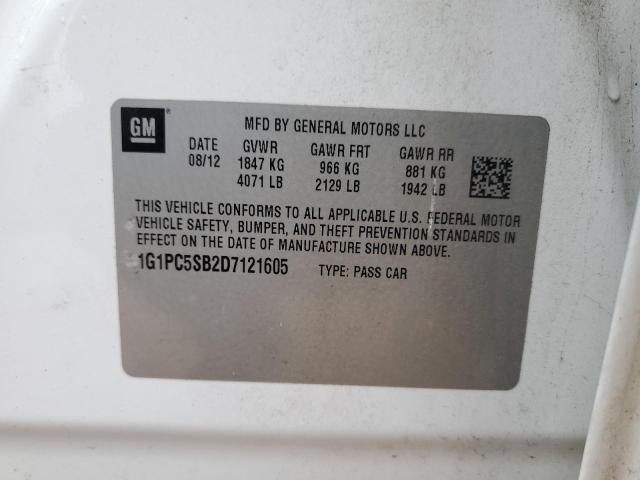 GM
MFD BY GENERAL MOTORS LLC
DATE GVWR GAWR FRT GAWR RR
08/12 1847 KG 966 KG 881 KG
4071 LB 2129 LB 1942 LB
THIS VEHICLE CONFORMS TO ALL APPLICABLE U.S. FEDERAL MOTOR
VEHICLE SAFETY, BUMPER, AND THEFT PREVENTION STANDARDS IN
EFFECT ON THE DATE OF MANUFACTURE SHOWN ABOVE.
1G1PC5SB2D7121605 TYPE: PASS CAR